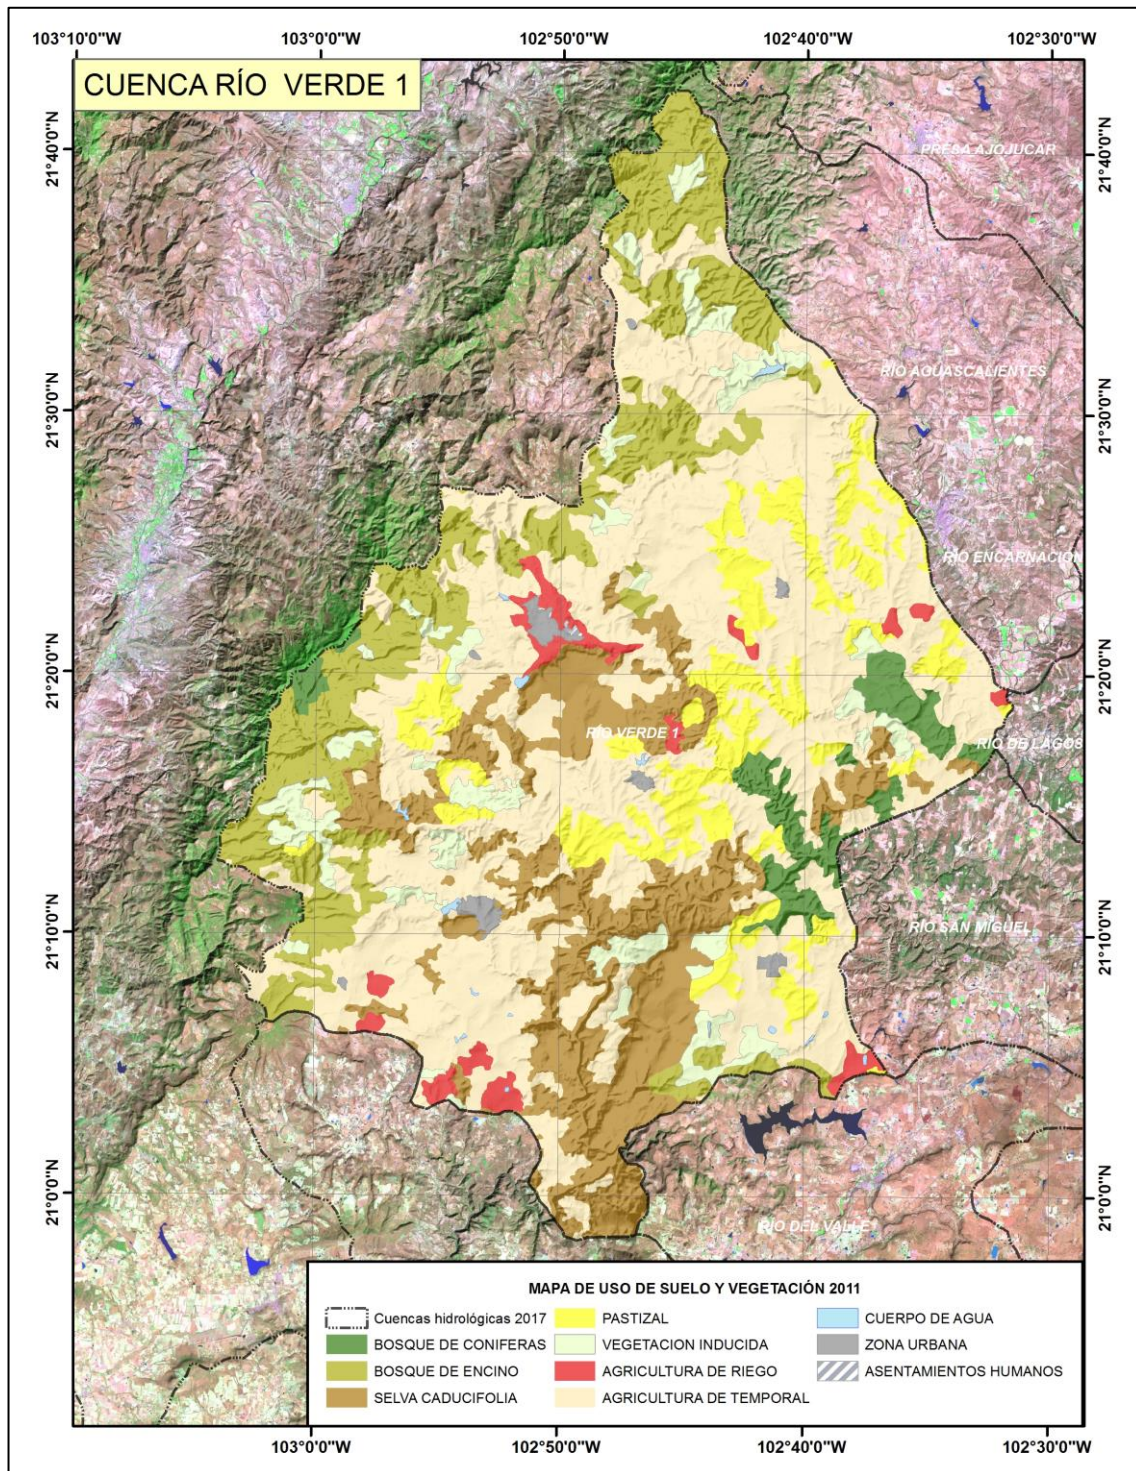 103°10'0"W 103°0'0"W 102°50'0"W 102°40'0"W 102°30'0"W
CUENCA RÍO VERDE 1
21°40'0"N
21°40'0"N
PRESA AJOJUCAR
RÍO AGUASCALIENTES
21°30'0"N
21°30'0"N
RÍO ENCARNACION
21°20'0"N
21°20'0"N
RÍO VERDE 1
RÍO DE LAGOS
RÍO SAN MIGUEL
21°10'0"N
21°10'0"N
21°0'0"N
21°0'0"N
RÍO DEL VALLE
MAPA DE USO DE SUELO Y VEGETACIÓN 2011
Cuencas hidrológicas 2017
BOSQUE DE CONIFERAS
BOSQUE DE ENCINO
SELVA CADUCIFOLIA
PASTIZAL
VEGETACION INDUCIDA
AGRICULTURA DE RIEGO
AGRICULTURA DE TEMPORAL
CUERPO DE AGUA
ZONA URBANA
ASENTAMIENTOS HUMANOS
103°0'0"W 102°50'0"W 102°40'0"W 102°30'0"W